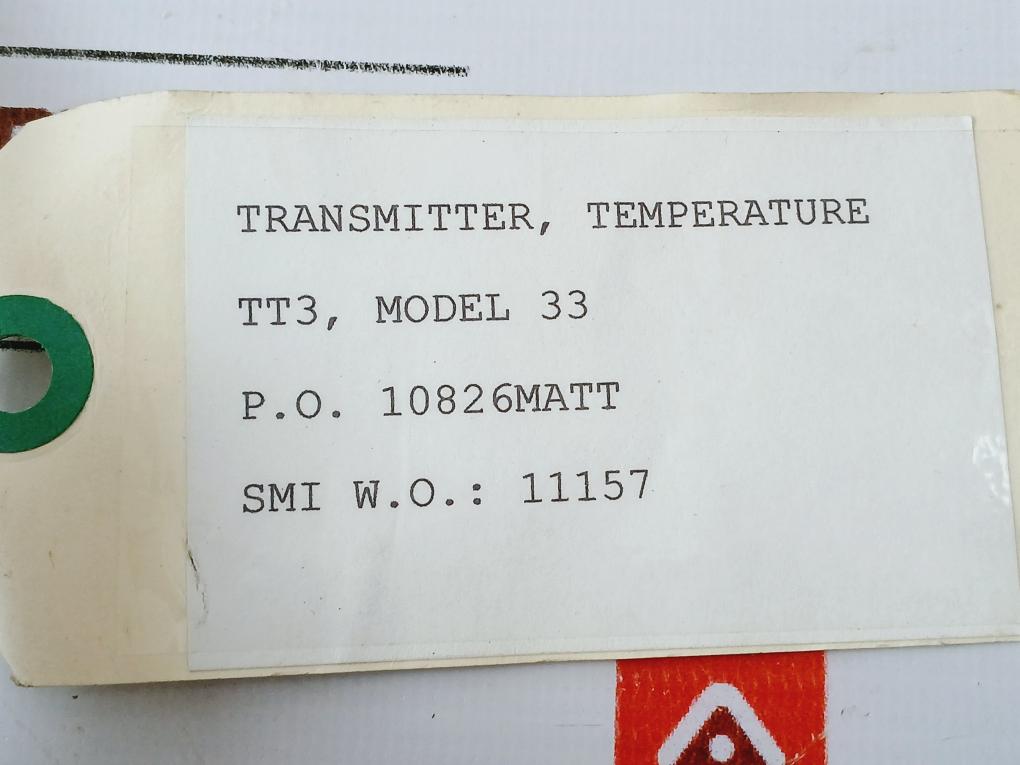 TRANSMITTER, TEMPERATURE
TT3, MODEL 33
P.O. 10826MATT
SMI W.O.: 11157